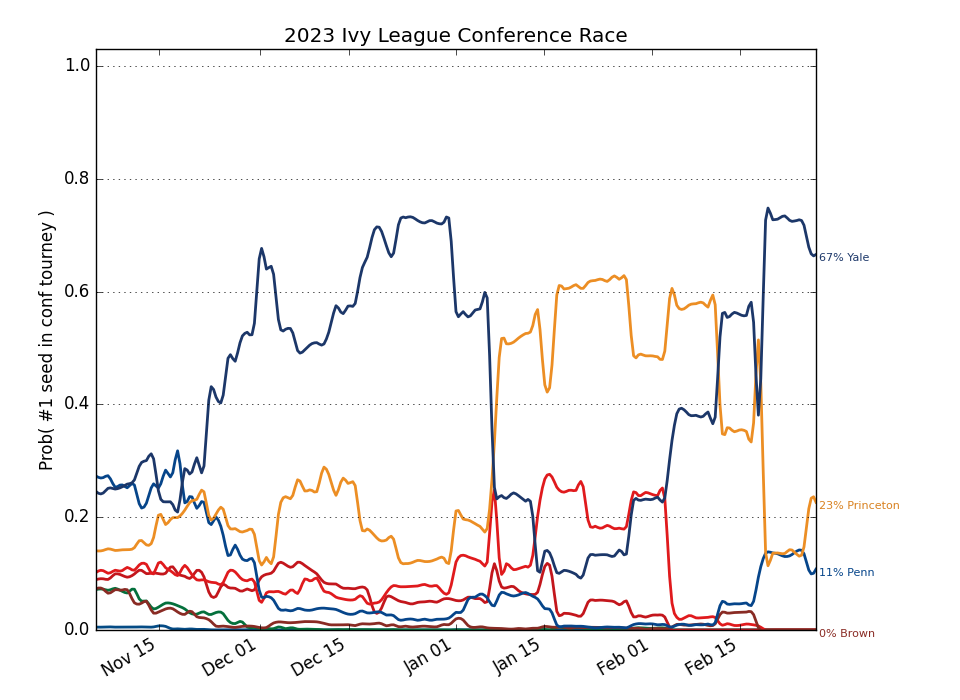 2023 Ivy League Conference Race
Prob( #1 seed in conf tourney )
1.0
0.8
0.6
0.4
0.2
0.0
67% Yale
23% Princeton
11% Penn
0% Brown
Nov 15
Dec 01
Dec 15
Jan 01
Jan 15
Feb 01
Feb 15